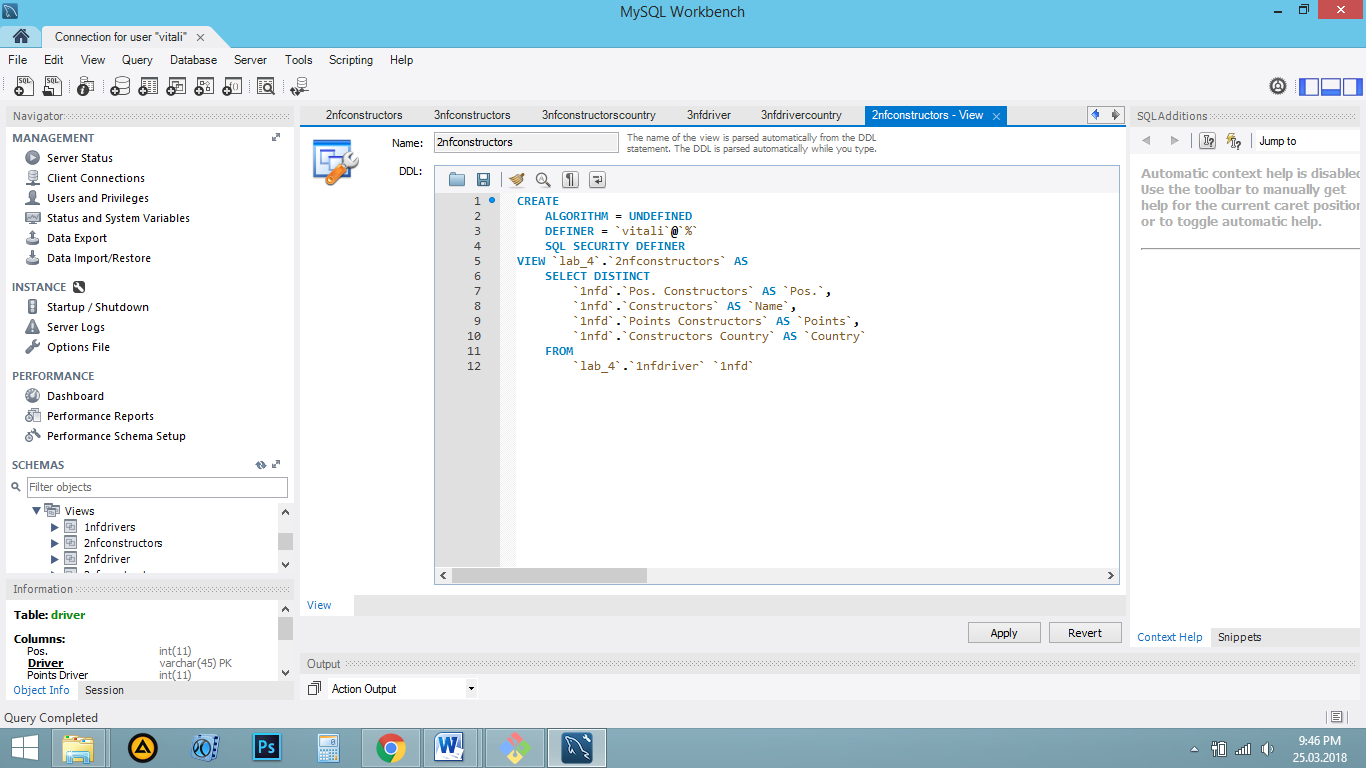 MySQL Workbench
Connection for user "vitali"
File Edit View Query Database Server Tools Scripting Help
Navigator
MANAGEMENT
Server Status
Client Connections
Users and Privileges
Status and System Variables
Data Export
Data Import/Restore
INSTANCE
Startup / Shutdown
Server Logs
Options File
PERFORMANCE
Dashboard
Performance Reports
Performance Schema Setup
SCHEMAS
Filter objects
Views
1nfdrivers
2nfconstructors
2nfdriver
Information
Table: driver
Columns:
Pos. int(11)
Driver varchar(45) PK
Points Driver int(11)
Object Info Session
2nfconstructors 3nfconstructors 3nfconstructorscountry 3nfdriver 3nfdrivercountry 2nfconstructors - View
Name: 2nfconstructors
The name of the view is parsed automatically from the DDL
statement. The DDL is parsed automatically while you type.
DDL:
1 CREATE
2 ALGORITHM = UNDEFINED
3 DEFINER = `vitali`@`%`
4 SQL SECURITY DEFINER
5 VIEW `lab_4`.`2nfconstructors` AS
6 SELECT DISTINCT
7 `1nfd`.`Pos. Constructors` AS `Pos.`,
8 `1nfd`.`Constructors` AS `Name`,
9 `1nfd`.`Points Constructors` AS `Points`,
10 `1nfd`.`Constructors Country` AS `Country`
11 FROM
12 `lab_4`.`1nfdriver` `1nfd`
View
Apply Revert
Output
Action Output
SQLAdditions
Jump to
Automatic context help is disabled
Use the toolbar to manually get
help for the current caret position
or to toggle automatic help.
Context Help Snippets
Query Completed
Ps
9:46 PM
25.03.2018